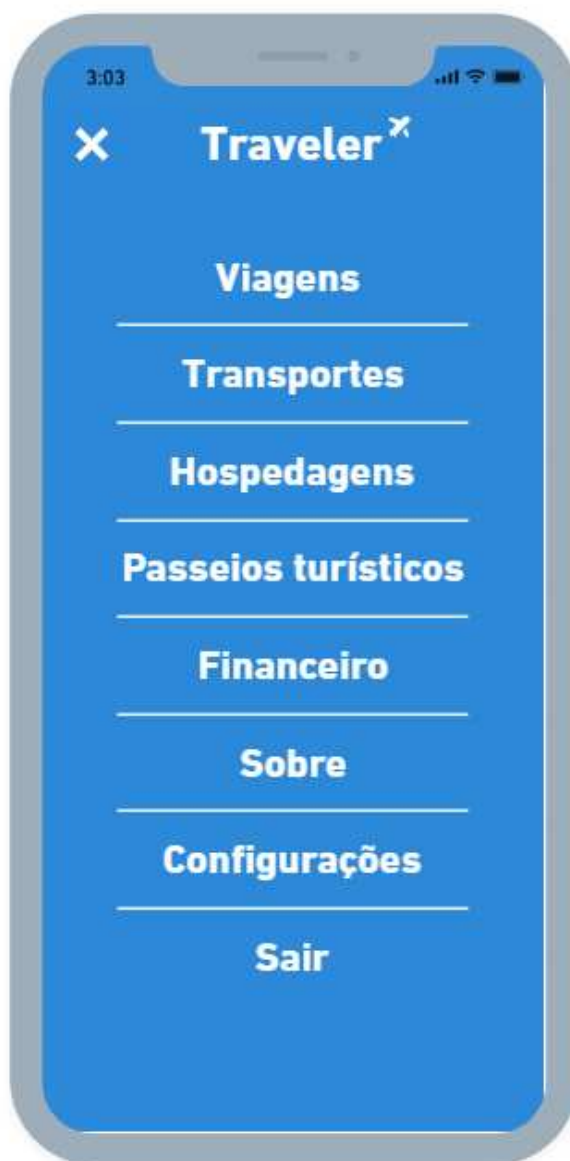 3:03
Traveler
Viagens
Transportes
Hospedagens
Passeios turísticos
Financeiro
Sobre
Configurações
Sair